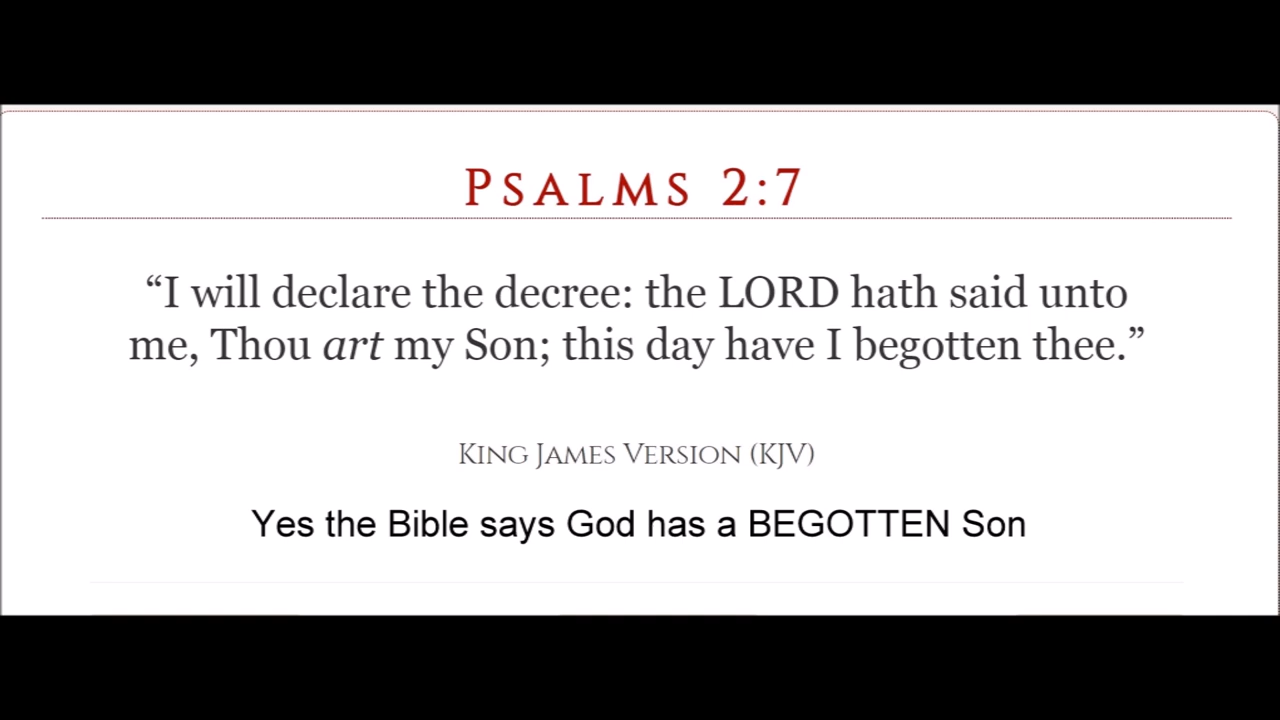 Psalms 2:7
“I will declare the decree: the LORD hath said unto
me, Thou art my Son; this day have I begotten thee.”
King James Version (KJV)
Yes the Bible says God has a BEGOTTEN Son